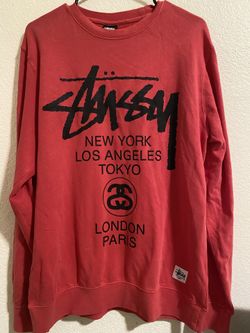 Stüssy
NEW YORK
LOS ANGELES
TOKYO
LONDON
PARIS